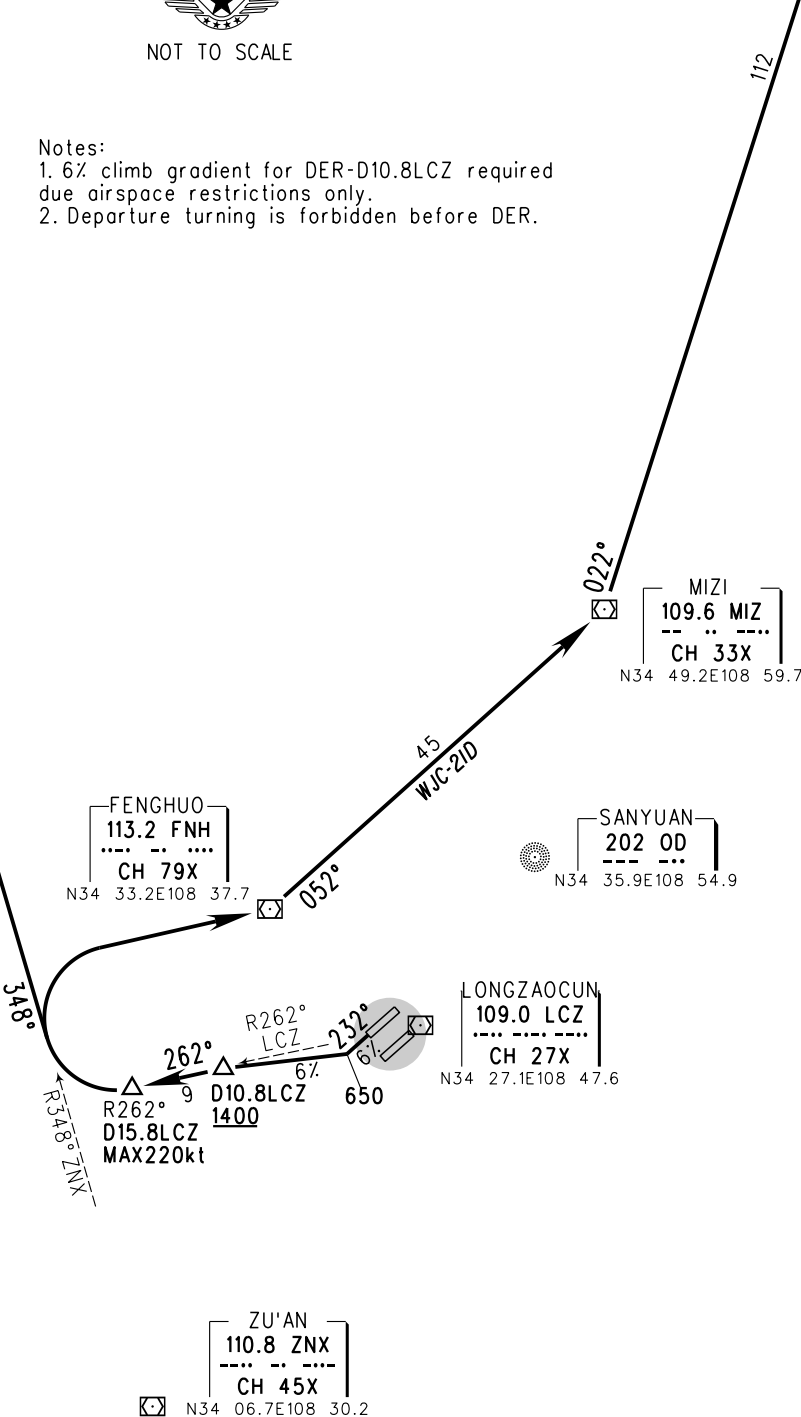 NOT TO SCALE
112
Notes:
1. 6% climb gradient for DER-D10.8LCZ required
due airspace restrictions only.
2. Departure turning is forbidden before DER.
022°
MIZI
109.6 MIZ
-- ·· --··
CH 33X
N34 49.2E108 59.7
45
WJC-21D
FENGHUO
113.2 FNH
··-· -· ····
CH 79X
N34 33.2E108 37.7
052°
SANYUAN
202 OD
--- -··
N34 35.9E108 54.9
348°
LONGZAOCUN
109.0 LCZ
·-·· -·-· --··
CH 27X
N34 27.1E108 47.6
R262°
LCZ
232°
6%
262°
6%
9
D10.8LCZ
1400
650
R262°
D15.8LCZ
MAX220kt
R348° ZNX
ZU'AN
110.8 ZNX
--·· -· -··-
CH 45X
N34 06.7E108 30.2